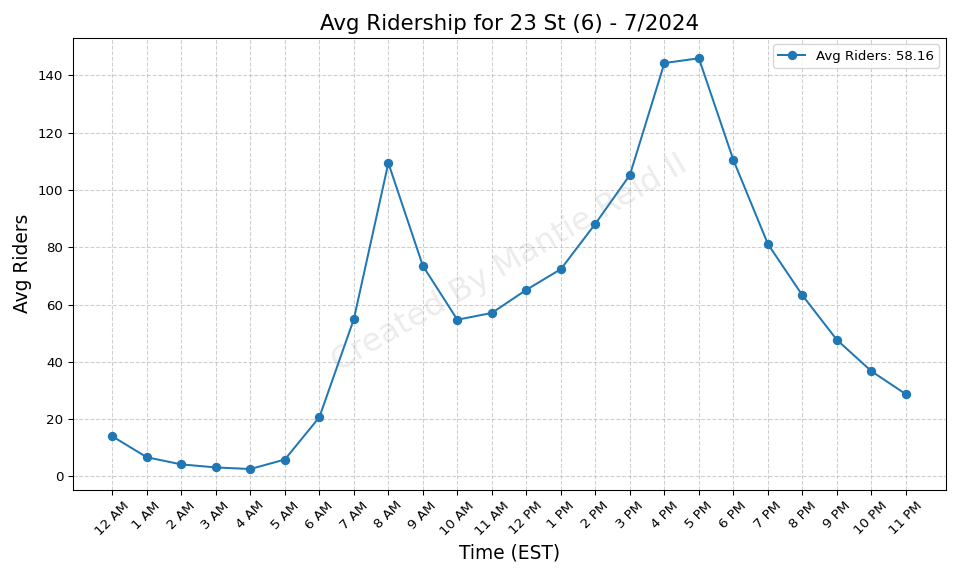 Avg Ridership for 23 St (6) - 7/2024
Avg Riders: 58.16
140
120
100
80
60
40
20
0
Avg Riders
Created By Mantie Reid II
12 AM 1 AM 2 AM 3 AM 4 AM 5 AM 6 AM 7 AM 8 AM 9 AM 10 AM 11 AM 12 PM 1 PM 2 PM 3 PM 4 PM 5 PM 6 PM 7 PM 8 PM 9 PM 10 PM 11 PM
Time (EST)